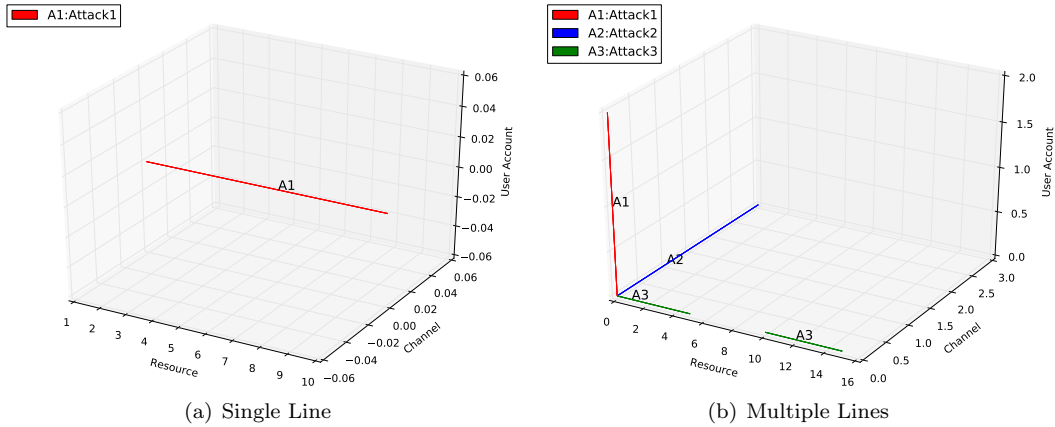 A1:Attack1
A1
0.06
0.04
0.02
0.00
−0.02
−0.04
−0.06
User Account
0.06
0.04
0.02
0.00
−0.02
−0.04
−0.06
Channel
1 2 3 4 5 6 7 8 9 10
Resource
(a) Single Line
A1:Attack1
A2:Attack2
A3:Attack3
A1
A2
A3
A3
2.0
1.5
1.0
0.5
0.0
User Account
3.0
2.5
2.0
1.5
1.0
0.5
0.0
Channel
0 2 4 6 8 10 12 14 16
Resource
(b) Multiple Lines